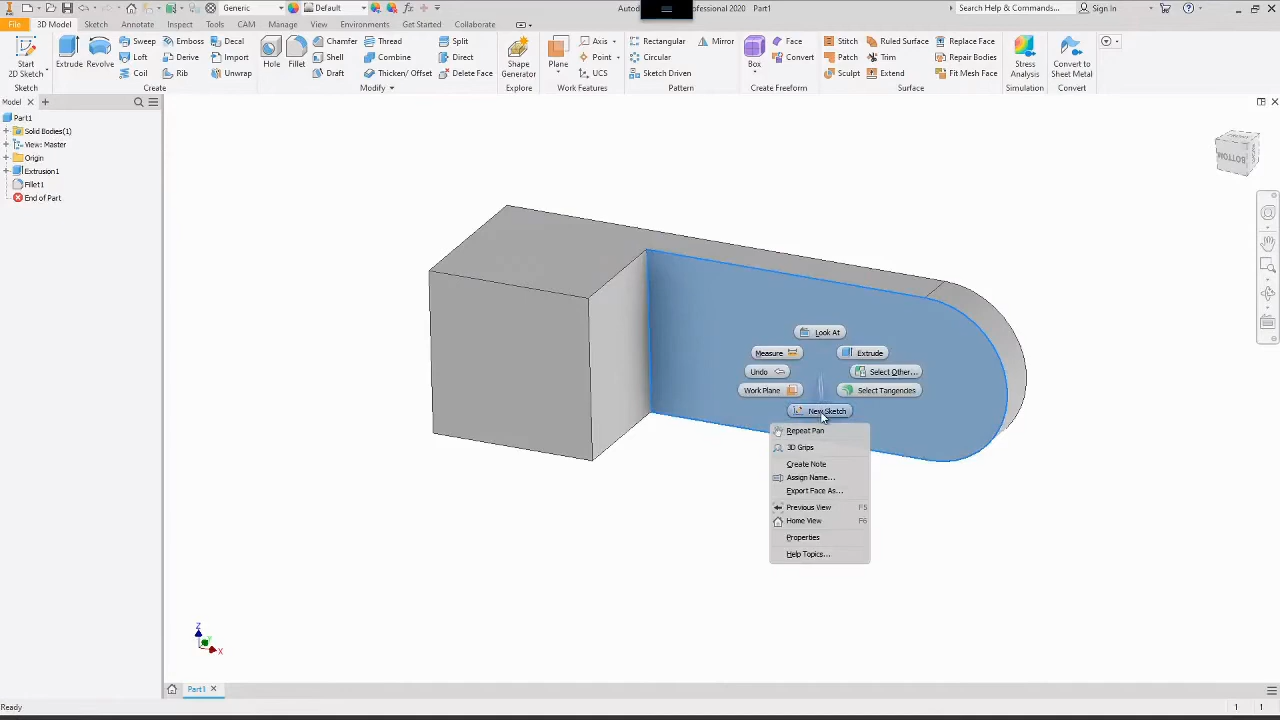 Generic
Default
Autod
ofessional 2020 Part1
Search Help & Commands...
Sign In
File
3D Model
Sketch
Annotate
Inspect
Tools
CAM
Manage
View
Environments
Get Started
Collaborate
Start
2D Sketch
Extrude
Revolve
Sweep
Loft
Coil
Emboss
Derive
Rib
Decal
Import
Unwrap
Hole
Fillet
Chamfer
Shell
Draft
Thread
Combine
Thicken/ Offset
Split
Direct
Delete Face
Shape
Generator
Plane
Axis
Point
UCS
Rectangular
Circular
Sketch Driven
Mirror
Box
Face
Convert
Stitch
Patch
Sculpt
Ruled Surface
Trim
Extend
Replace Face
Repair Bodies
Fit Mesh Face
Stress
Analysis
Convert to
Sheet Metal
Sketch
Create
Modify
Explore
Work Features
Pattern
Create Freeform
Surface
Simulation
Convert
Model
Part1
Solid Bodies(1)
View: Master
Origin
Extrusion1
Fillet1
End of Part
BOTTOM
Look At
Measure
Extrude
Undo
Select Other...
Work Plane
Select Tangencies
New Sketch
Repeat Pan
3D Grips
Create Note
Assign Name...
Export Face As...
Previous View F5
Home View F6
Properties
Help Topics...
Z
Y
X
Part1
Ready
1 1